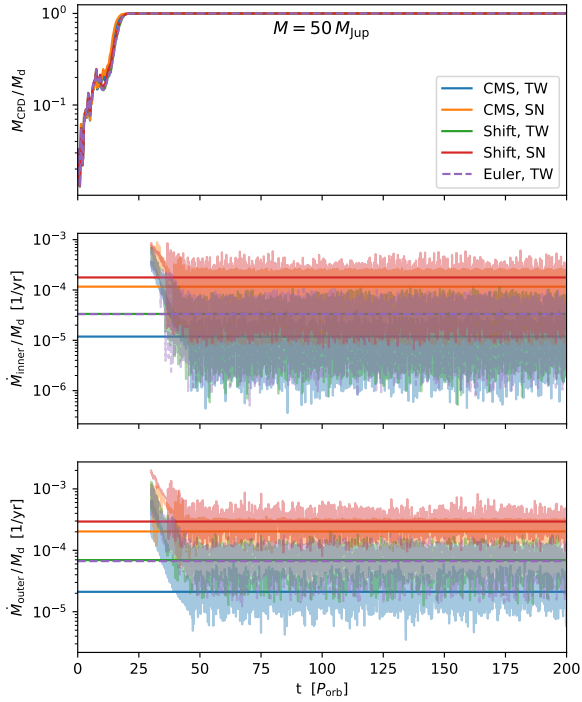 M = 50 M_Jup
M_CPD / M_d
10^0
10^{-1}
CMS, TW
CMS, SN
Shift, TW
Shift, SN
Euler, TW
Ṁ_inner / M_d [1/yr]
10^{-3}
10^{-4}
10^{-5}
10^{-6}
Ṁ_outer / M_d [1/yr]
10^{-3}
10^{-4}
10^{-5}
0 25 50 75 100 125 150 175 200
t [P_orb]